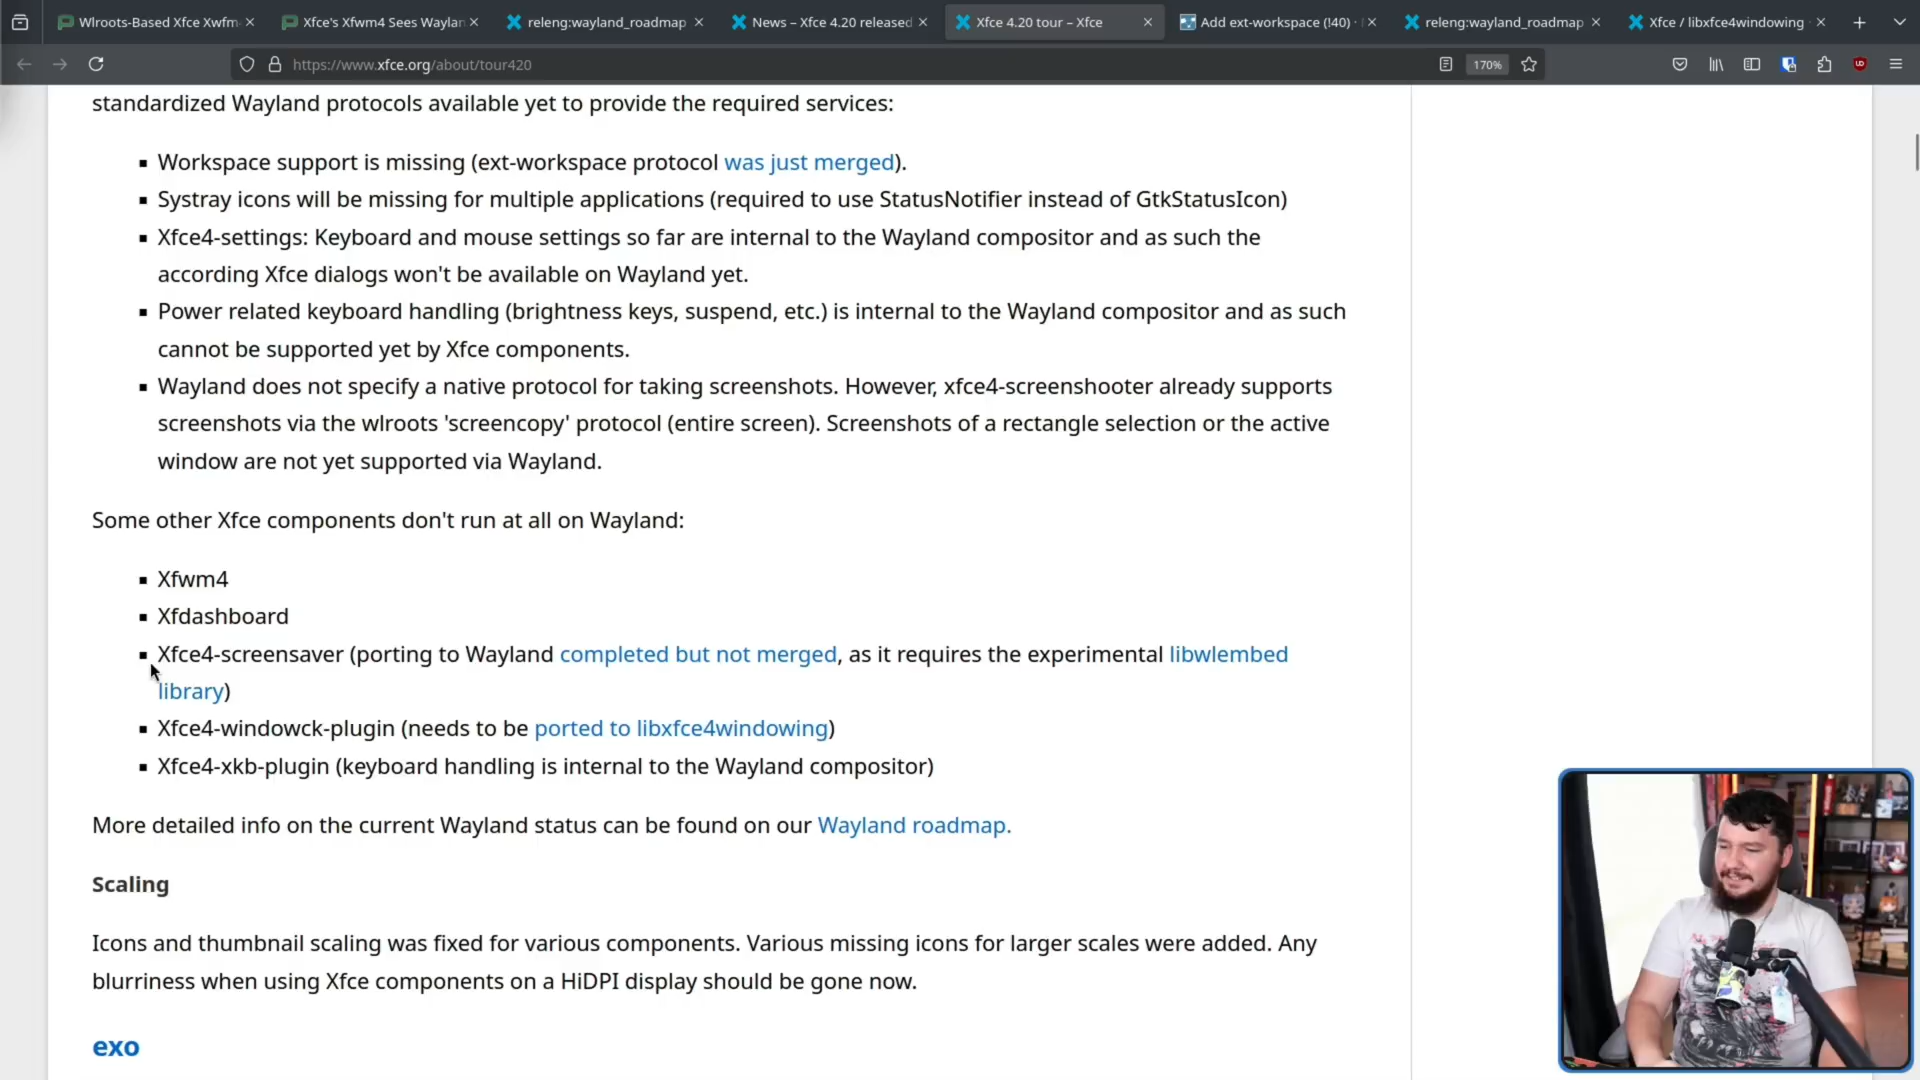 Wlroots-Based Xfce Xwfm
Xfce's Xfwm4 Sees Waylan
releng:wayland_roadmap
News – Xfce 4.20 released
Xfce 4.20 tour – Xfce
Add ext-workspace (!40) ·
releng:wayland_roadmap
Xfce / libxfce4windowing
https://www.xfce.org/about/tour420
170%
standardized Wayland protocols available yet to provide the required services:
Workspace support is missing (ext-workspace protocol was just merged).
Systray icons will be missing for multiple applications (required to use StatusNotifier instead of GtkStatusIcon)
Xfce4-settings: Keyboard and mouse settings so far are internal to the Wayland compositor and as such the
according Xfce dialogs won't be available on Wayland yet.
Power related keyboard handling (brightness keys, suspend, etc.) is internal to the Wayland compositor and as such
cannot be supported yet by Xfce components.
Wayland does not specify a native protocol for taking screenshots. However, xfce4-screenshooter already supports
screenshots via the wlroots 'screencopy' protocol (entire screen). Screenshots of a rectangle selection or the active
window are not yet supported via Wayland.
Some other Xfce components don't run at all on Wayland:
Xfwm4
Xfdashboard
Xfce4-screensaver (porting to Wayland completed but not merged, as it requires the experimental libwlembed
library)
Xfce4-windowck-plugin (needs to be ported to libxfce4windowing)
Xfce4-xkb-plugin (keyboard handling is internal to the Wayland compositor)
More detailed info on the current Wayland status can be found on our Wayland roadmap.
Scaling
Icons and thumbnail scaling was fixed for various components. Various missing icons for larger scales were added. Any
blurriness when using Xfce components on a HiDPI display should be gone now.
exo